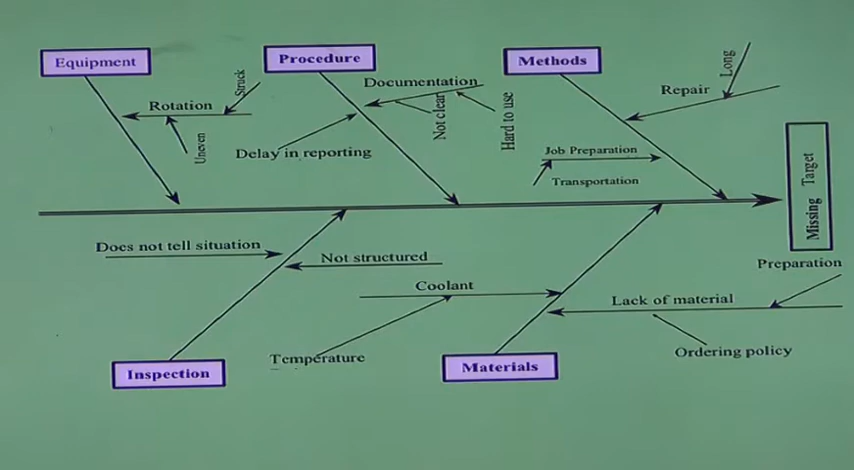 Equipment
Procedure
Methods
Rotation
Struck
Uneven
Documentation
Not clear
Hard to use
Delay in reporting
Repair
Long
Job Preparation
Transportation
Missing Target
Does not tell situation
Not structured
Coolant
Temperature
Preparation
Lack of material
Ordering policy
Inspection
Materials